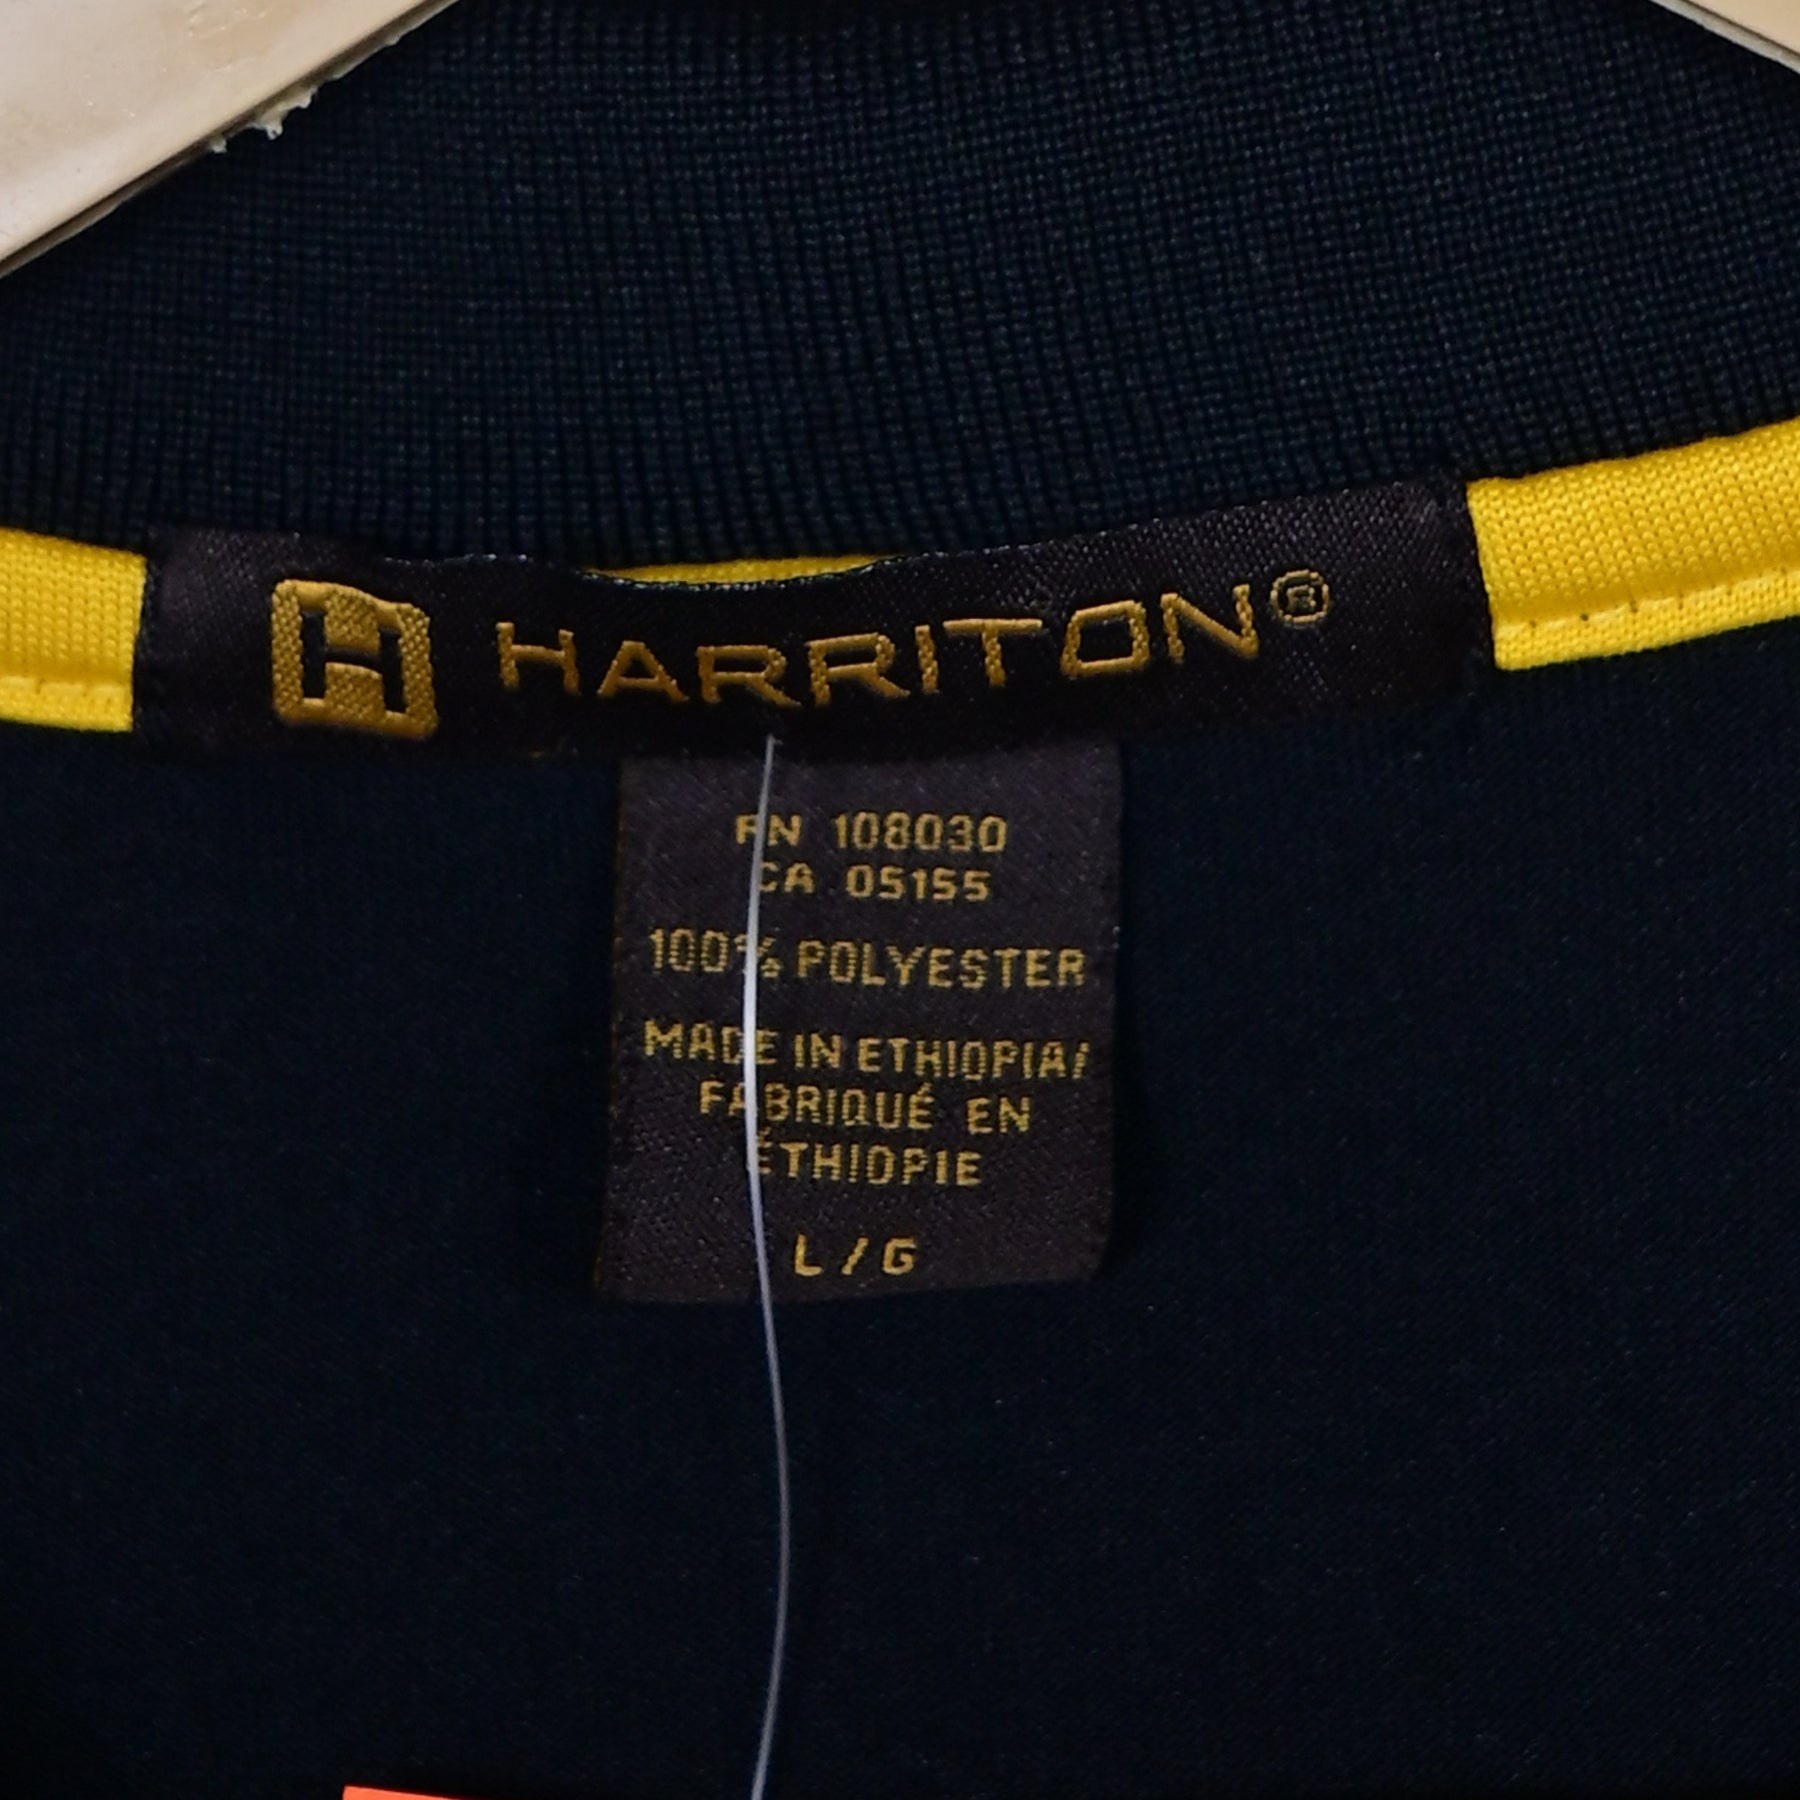 H HARRITON®
RN 108030
CA 05155
100% POLYESTER
MADE IN ETHIOPIA/
FABRIQUÉ EN
ÉTHIOPIE
L / G